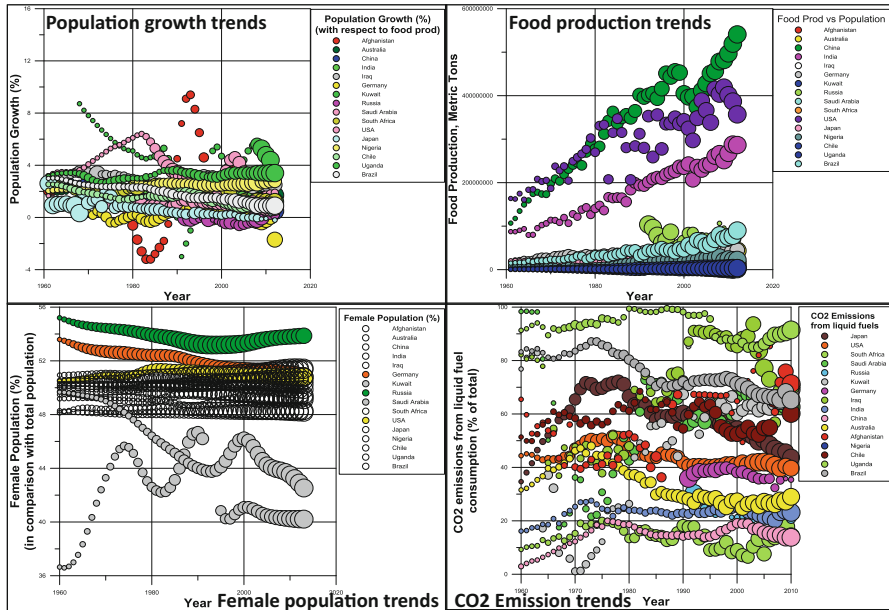 Population growth trends
Population Growth (%)
(with respect to food prod)
Afghanistan
Australia
China
India
Iraq
Germany
Kuwait
Russia
Saudi Arabia
South Africa
USA
Japan
Nigeria
Chile
Uganda
Brazil
Population Growth (%)
16
12
8
4
0
-4
1960
1980
2000
2020
Year
Food production trends
Food Prod vs Population
Afghanistan
Australia
China
India
Iraq
Germany
Kuwait
Russia
Saudi Arabia
South Africa
USA
Japan
Nigeria
Chile
Uganda
Brazil
Food Production, Metric Tons
60000000
40000000
20000000
0
1960
1980
2000
2020
Year
Female Population (%)
Afghanistan
Australia
China
India
Iraq
Germany
Kuwait
Russia
Saudi Arabia
South Africa
USA
Japan
Nigeria
Chile
Uganda
Brazil
Female Population (%)
(in comparison with total population)
56
52
48
44
40
36
1960
1980
2000
2020
Year
Female population trends
CO2 Emissions
from liquid fuels
Japan
USA
South Africa
Saudi Arabia
Russia
Kuwait
Germany
Iraq
India
China
Australia
Afghanistan
Nigeria
Chile
Uganda
Brazil
CO2 emissions from liquid fuel
consumption (% of total)
100
80
60
40
20
0
1960
1970
1980
1990
2000
2010
Year
CO2 Emission trends